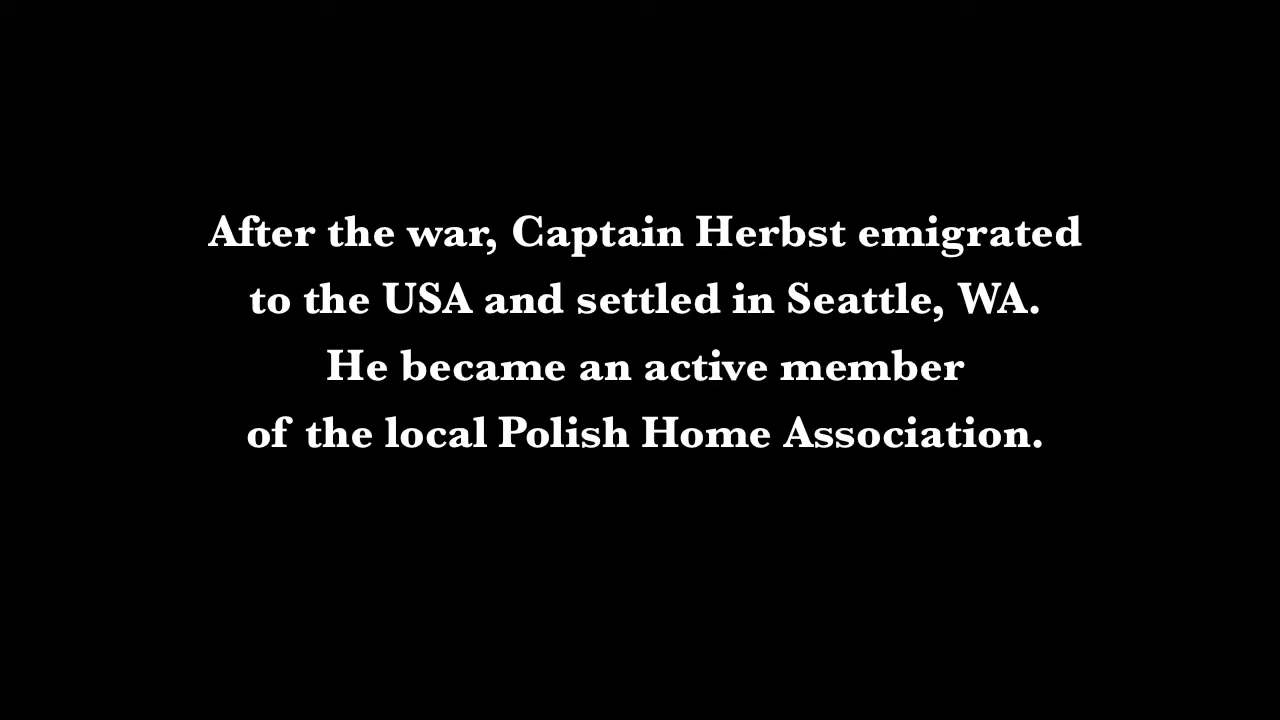 After the war, Captain Herbst emigrated
to the USA and settled in Seattle, WA.
He became an active member
of the local Polish Home Association.